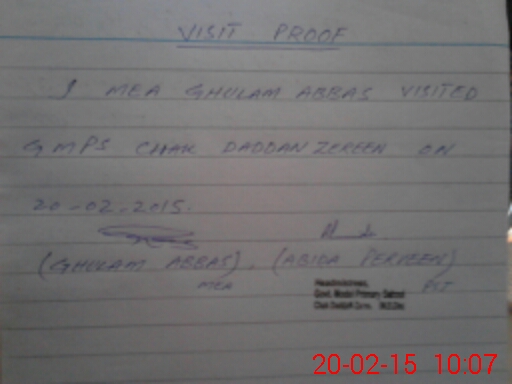 VISIT PROOF
I MEA GHULAM ABBAS VISITED
GMPS CHAK DADDAN ZEREEN ON
20-02-2015.
(GHULAM ABBAS), (ABIDA PERVEEN)
MEA PST
Headmistress,
Govt. Model Primary School
Chak
20-02-15 10:07